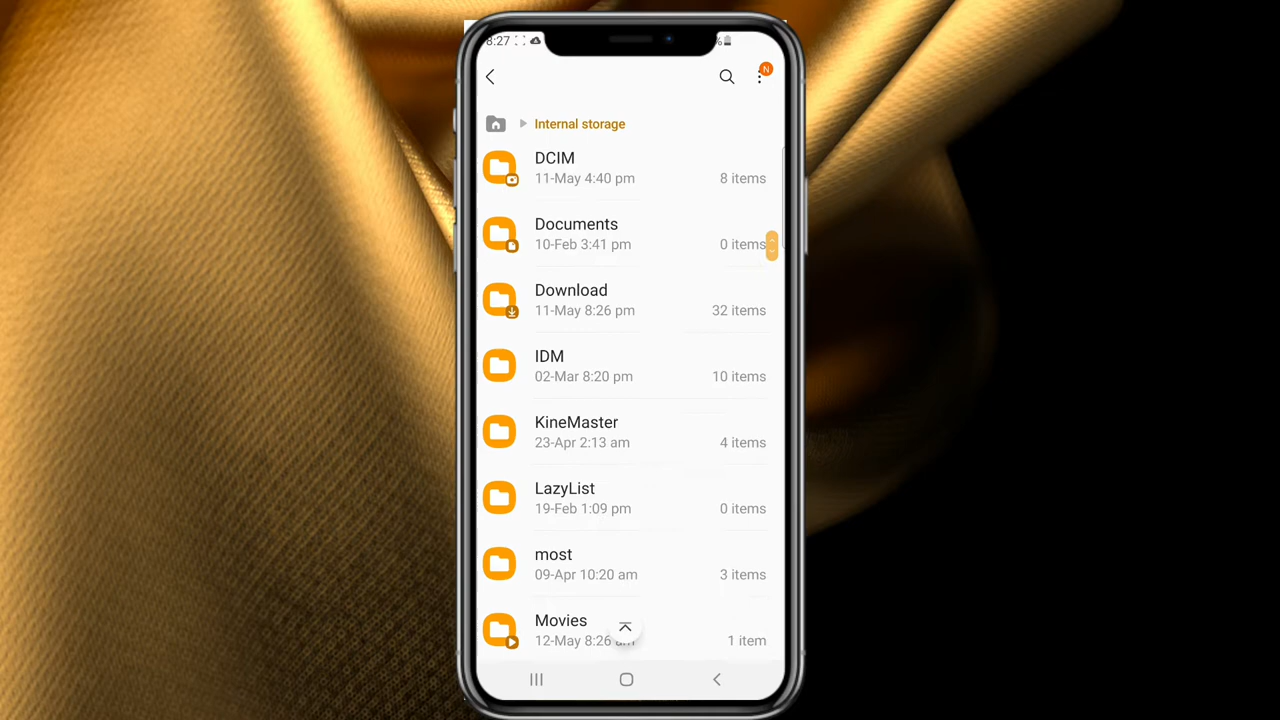 8:27
%
N
Internal storage
DCIM
11-May 4:40 pm 8 items
Documents
10-Feb 3:41 pm 0 items
Download
11-May 8:26 pm 32 items
IDM
02-Mar 8:20 pm 10 items
KineMaster
23-Apr 2:13 am 4 items
LazyList
19-Feb 1:09 pm 0 items
most
09-Apr 10:20 am 3 items
Movies
12-May 8:26 am 1 item